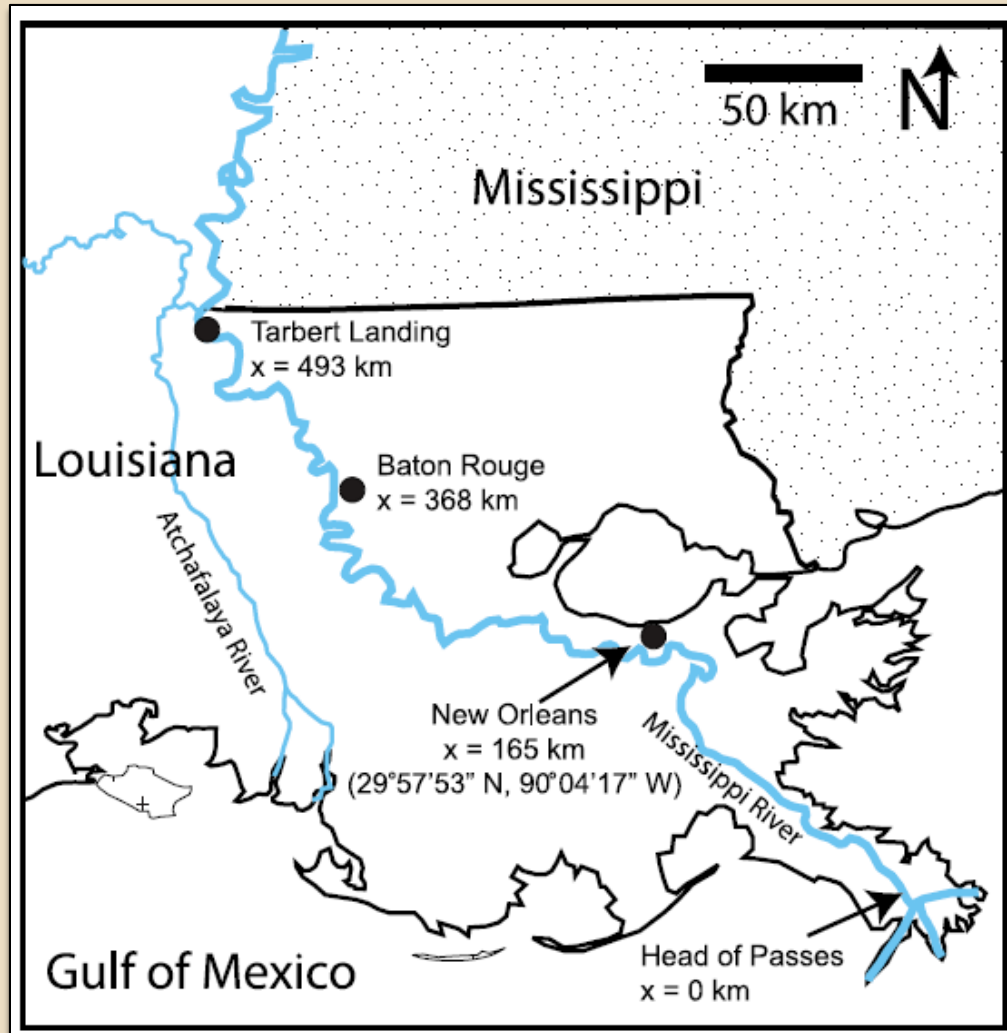 50 km
N
Mississippi
Tarbert Landing
x = 493 km
Louisiana
Baton Rouge
x = 368 km
Atchafalaya River
New Orleans
x = 165 km
(29°57'53” N, 90°04'17” W)
Mississippi River
Head of Passes
x = 0 km
Gulf of Mexico